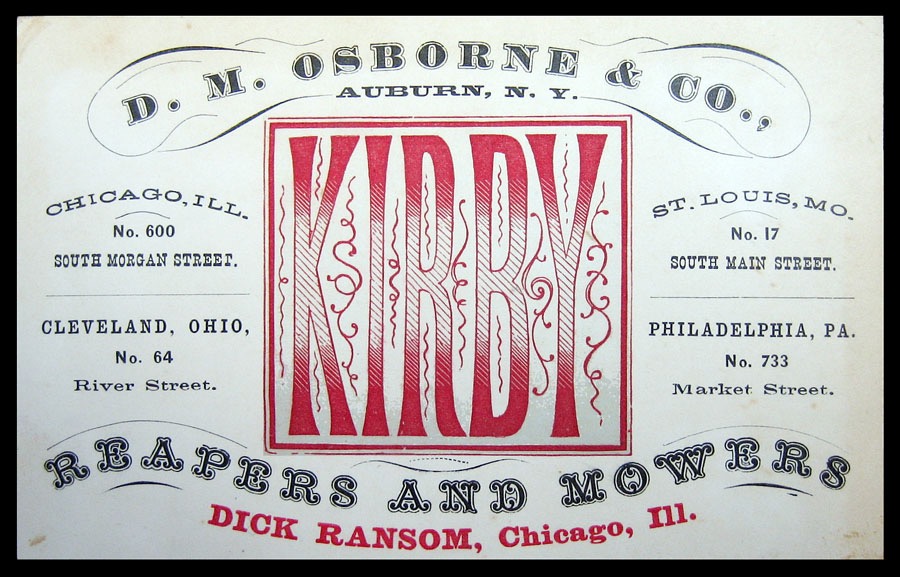 D. M. OSBORNE & CO.,
AUBURN, N. Y.
KIRBY
CHICAGO, ILL.
No. 600
SOUTH MORGAN STREET.
CLEVELAND, OHIO,
No. 64
River Street.
ST. LOUIS, MO.
No. 17
SOUTH MAIN STREET.
PHILADELPHIA, PA.
No. 733
Market Street.
REAPERS AND MOWERS
DICK RANSOM, Chicago, Ill.